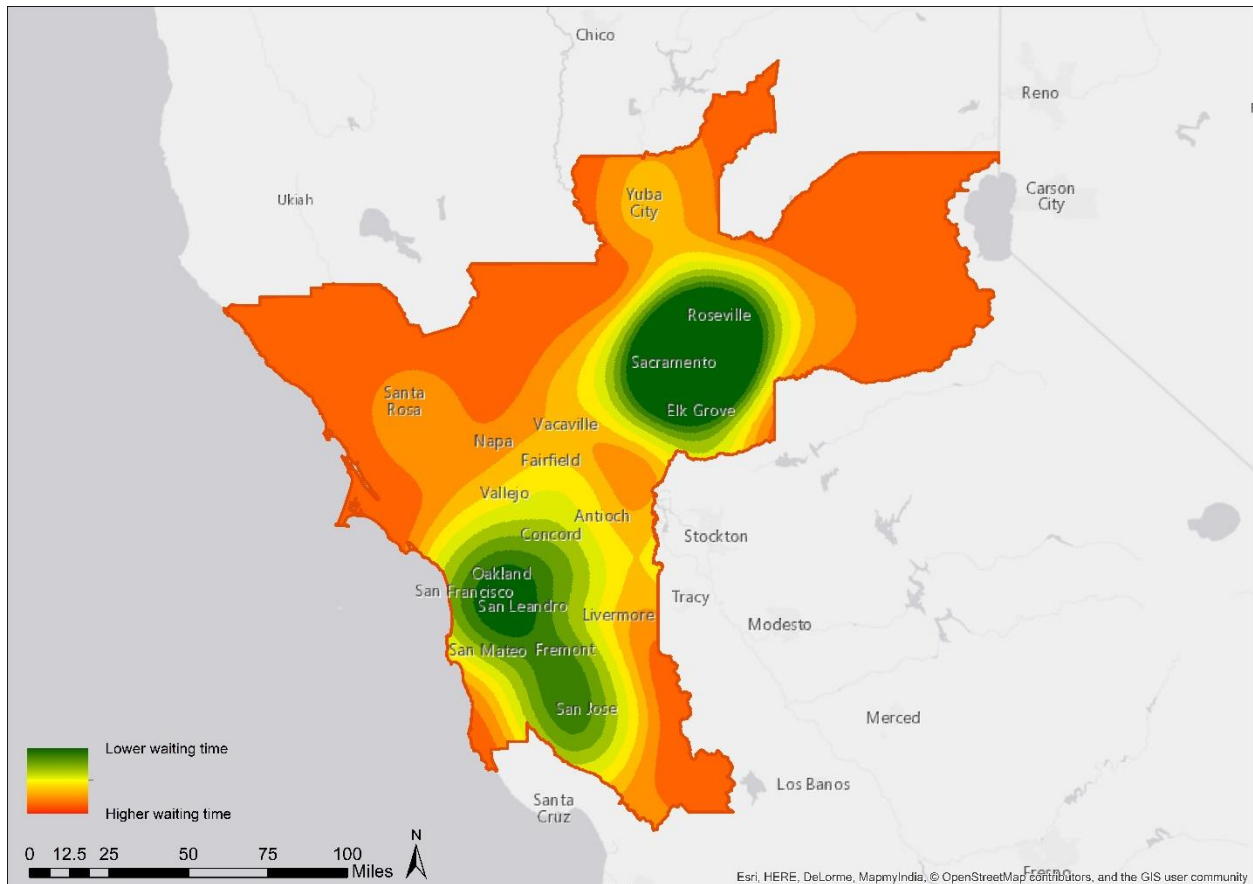 Chico
Reno
Yuba
City
Ukiah
Carson
City
Roseville
Sacramento
Santa
Rosa
Elk Grove
Vacaville
Napa
Fairfield
Vallejo
Antioch
Concord
Stockton
Oakland
San Francisco
San Leandro
Tracy
Livermore
Modesto
San Mateo
Fremont
San Jose
Merced
Lower waiting time
Higher waiting time
Los Banos
Santa
Cruz
N
0 12.5 25 50 75 100
Miles
Fresno
Esri, HERE, DeLorme, MapmyIndia, © OpenStreetMap contributors, and the GIS user community